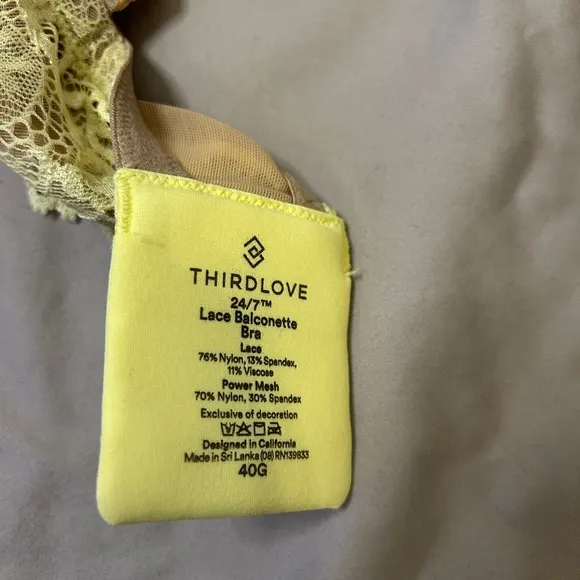 THIRDLOVE
24/7™
Lace Balconette
Bra
Lace
76% Nylon, 13% Spandex,
11% Viscose
Power Mesh
70% Nylon, 30% Spandex
Exclusive of decoration
Designed in California
Made in Sri Lanka (08) RN139833
40G